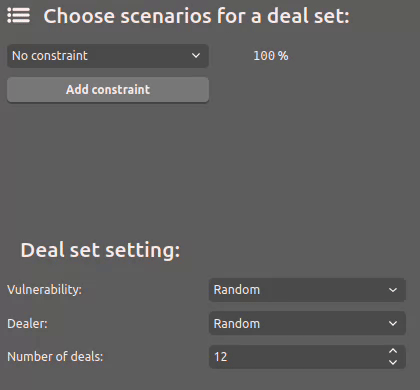 Choose scenarios for a deal set:
No constraint 100 %
Add constraint
Deal set setting:
Vulnerability: Random
Dealer: Random
Number of deals: 12